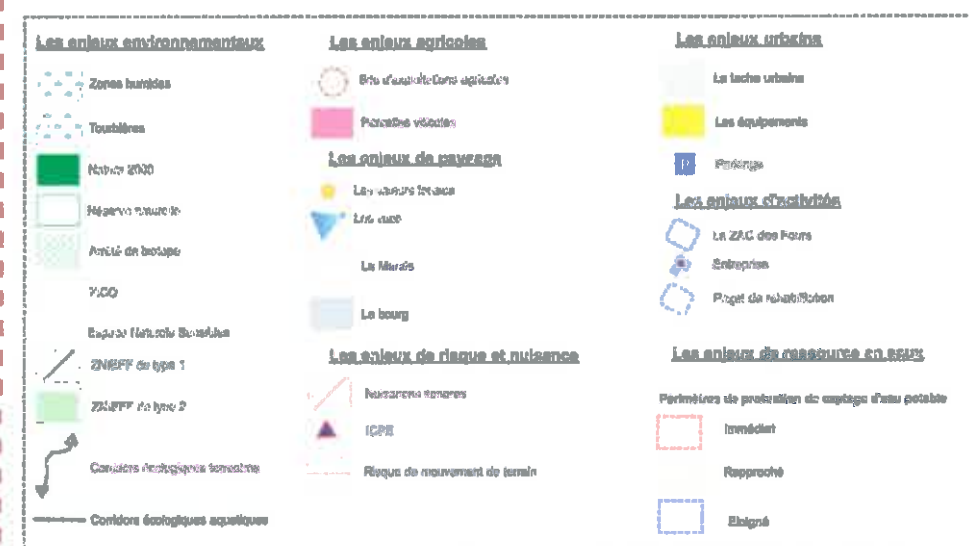 Les enjeux environnementaux
Zones humides
Tourbières
Natura 2000
Réserve naturelle
Arrêté de biotope
ZICO
Espace Naturels Sensibles
ZNIEFF de type 1
ZNIEFF de type 2
Corridors écologiques terrestres
Corridors écologiques aquatiques
Les enjeux agricoles
Site d'exploitations agricoles
Parcelles viticoles
Les enjeux de paysage
Les
Les vues
Le Marais
Le bourg
Les enjeux de risque et nuisance
Nuisances sonores
ICPE
Risque de mouvement de terrain
Les enjeux urbains
La tache urbaine
Les équipements
P
Parkings
Les enjeux d'activités
La ZAC des Fours
Entreprise
Projet de réhabilitation
Les enjeux de ressource en eaux
Périmètres de protection de captage d'eau potable
Immédiat
Rapproché
Eloigné